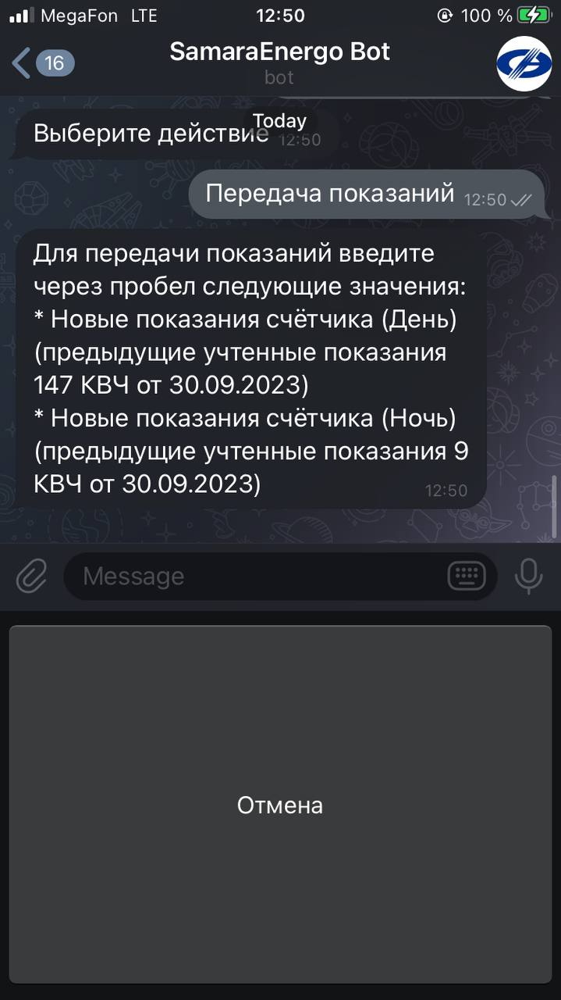 MegaFon LTE 12:50 100 %
16 SamaraEnergo Bot
bot
Today
Выберите действие 12:50
Передача показаний 12:50
Для передачи показаний введите
через пробел следующие значения:
* Новые показания счётчика (День)
(предыдущие учтенные показания
147 КВЧ от 30.09.2023)
* Новые показания счётчика (Ночь)
(предыдущие учтенные показания 9
КВЧ от 30.09.2023) 12:50
Message
Отмена